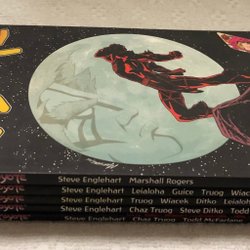 Steve Englehart Marshall Rogers
Steve Englehart Leialoha Guice Truog Wiacek
Steve Englehart Truog Wiacek Ditko Leialoha
Steve Englehart Chaz Truog Steve Ditko Todd
Steve Englehart Chaz Truog Todd McFarlane